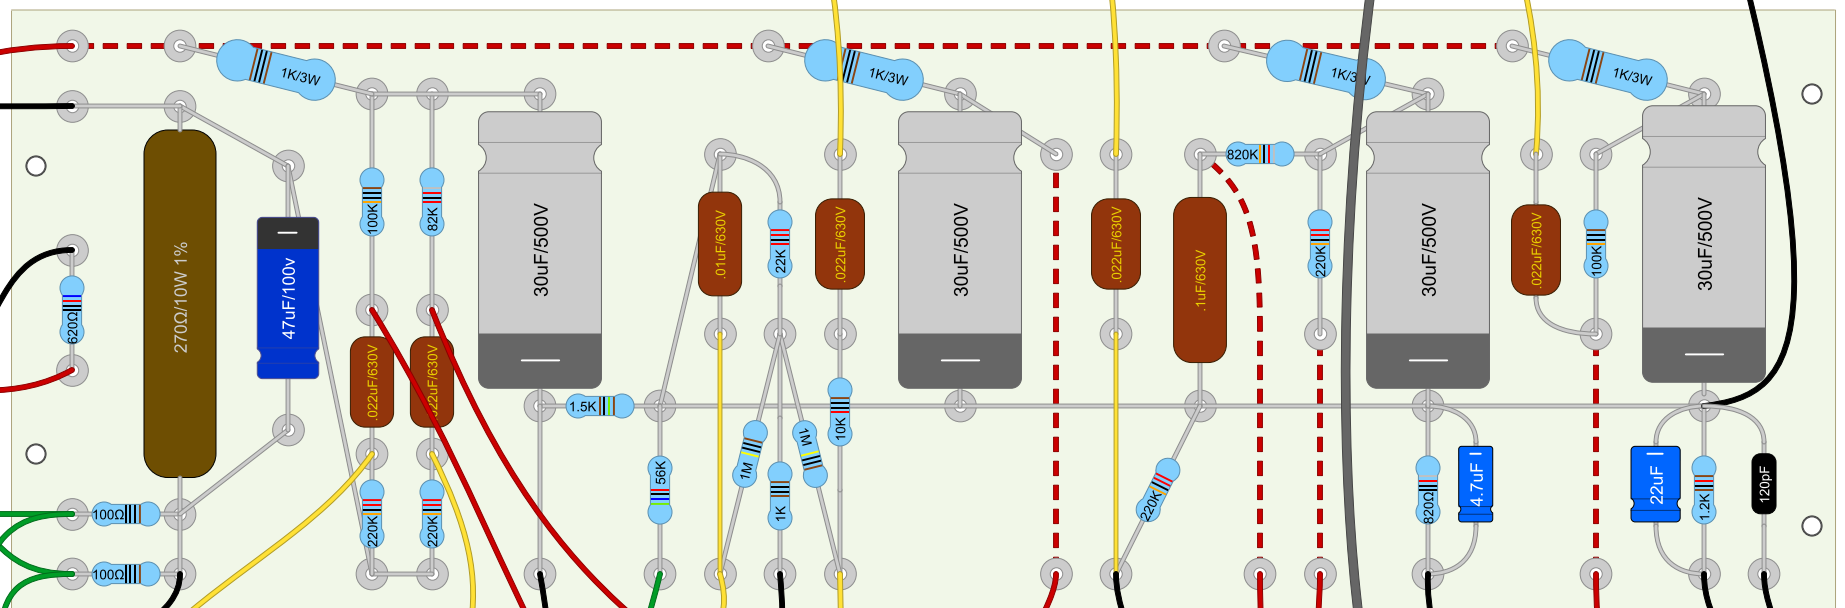 1K/3W
1K/3W
1K/3W
1K/3W
100K
82K
30uF/500V
.01uF/630V
22K
.022uF/630V
30uF/500V
.022uF/630V
820K
.1uF/630V
220K
30uF/500V
.022uF/630V
100K
30uF/500V
270Ω/10W 1%
47uF/100v
620Ω
.022uF/630V
.022uF/630V
1.5K
10K
1M
1M
56K
1K
220K
820Ω
4.7uF
22uF
1.2K
120pF
100Ω
220K
220K
100Ω